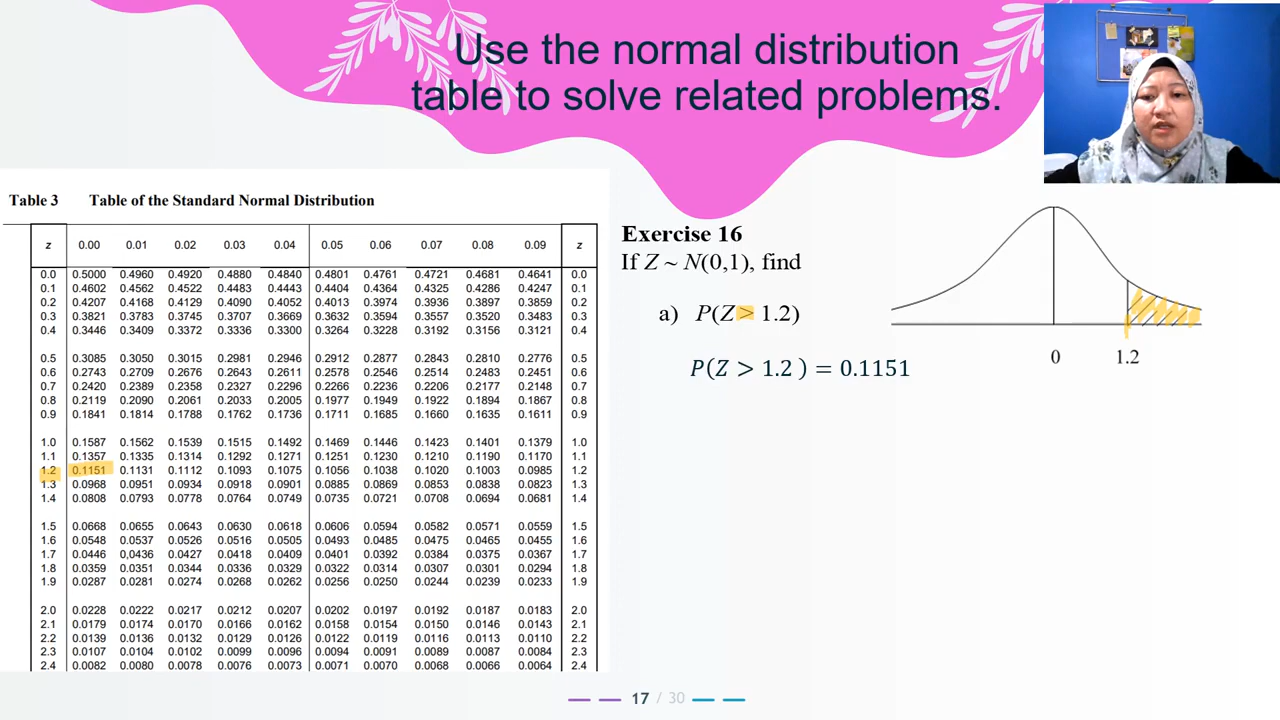 Use the normal distribution
table to solve related problems.
Table 3 Table of the Standard Normal Distribution
z 0.00 0.01 0.02 0.03 0.04 0.05 0.06 0.07 0.08 0.09 z
0.0 0.5000 0.4960 0.4920 0.4880 0.4840 0.4801 0.4761 0.4721 0.4681 0.4641 0.0
0.1 0.4602 0.4562 0.4522 0.4483 0.4443 0.4404 0.4364 0.4325 0.4286 0.4247 0.1
0.2 0.4207 0.4168 0.4129 0.4090 0.4052 0.4013 0.3974 0.3936 0.3897 0.3859 0.2
0.3 0.3821 0.3783 0.3745 0.3707 0.3669 0.3632 0.3594 0.3557 0.3520 0.3483 0.3
0.4 0.3446 0.3409 0.3372 0.3336 0.3300 0.3264 0.3228 0.3192 0.3156 0.3121 0.4
0.5 0.3085 0.3050 0.3015 0.2981 0.2946 0.2912 0.2877 0.2843 0.2810 0.2776 0.5
0.6 0.2743 0.2709 0.2676 0.2643 0.2611 0.2578 0.2546 0.2514 0.2483 0.2451 0.6
0.7 0.2420 0.2389 0.2358 0.2327 0.2296 0.2266 0.2236 0.2206 0.2177 0.2148 0.7
0.8 0.2119 0.2090 0.2061 0.2033 0.2005 0.1977 0.1949 0.1922 0.1894 0.1867 0.8
0.9 0.1841 0.1814 0.1788 0.1762 0.1736 0.1711 0.1685 0.1660 0.1635 0.1611 0.9
1.0 0.1587 0.1562 0.1539 0.1515 0.1492 0.1469 0.1446 0.1423 0.1401 0.1379 1.0
1.1 0.1357 0.1335 0.1314 0.1292 0.1271 0.1251 0.1230 0.1210 0.1190 0.1170 1.1
1.2 0.1151 0.1131 0.1112 0.1093 0.1075 0.1056 0.1038 0.1020 0.1003 0.0985 1.2
1.3 0.0968 0.0951 0.0934 0.0918 0.0901 0.0885 0.0869 0.0853 0.0838 0.0823 1.3
1.4 0.0808 0.0793 0.0778 0.0764 0.0749 0.0735 0.0721 0.0708 0.0694 0.0681 1.4
1.5 0.0668 0.0655 0.0643 0.0630 0.0618 0.0606 0.0594 0.0582 0.0571 0.0559 1.5
1.6 0.0548 0.0537 0.0526 0.0516 0.0505 0.0493 0.0485 0.0475 0.0465 0.0455 1.6
1.7 0.0446 0,0436 0.0427 0.0418 0.0409 0.0401 0.0392 0.0384 0.0375 0.0367 1.7
1.8 0.0359 0.0351 0.0344 0.0336 0.0329 0.0322 0.0314 0.0307 0.0301 0.0294 1.8
1.9 0.0287 0.0281 0.0274 0.0268 0.0262 0.0256 0.0250 0.0244 0.0239 0.0233 1.9
2.0 0.0228 0.0222 0.0217 0.0212 0.0207 0.0202 0.0197 0.0192 0.0187 0.0183 2.0
2.1 0.0179 0.0174 0.0170 0.0166 0.0162 0.0158 0.0154 0.0150 0.0146 0.0143 2.1
2.2 0.0139 0.0136 0.0132 0.0129 0.0126 0.0122 0.0119 0.0116 0.0113 0.0110 2.2
2.3 0.0107 0.0104 0.0102 0.0099 0.0096 0.0094 0.0091 0.0089 0.0087 0.0084 2.3
2.4 0.0082 0.0080 0.0078 0.0076 0.0073 0.0071 0.0070 0.0068 0.0066 0.0064 2.4
Exercise 16
If Z ~ N(0,1), find
a) P(Z > 1.2)
P(Z > 1.2 ) = 0.1151
0 1.2
17 / 30